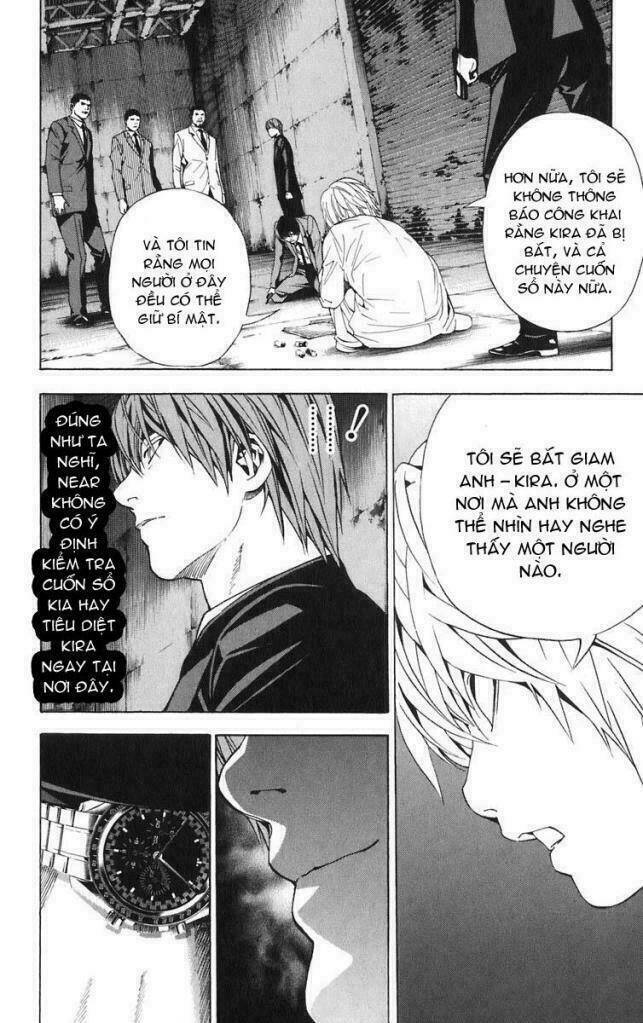 HƠN NỮA, TÔI SẼ
KHÔNG THÔNG
BÁO CÔNG KHAI
RẰNG KIRA ĐÃ BỊ
BẮT, VÀ CẢ
CHUYỆN CUỐN
SỔ NÀY NỮA.
VÀ TÔI TIN
RẰNG MỌI
NGƯỜI Ở ĐÂY
ĐỀU CÓ THỂ
GIỮ BÍ MẬT.
TÔI SẼ BẮT GIAM
ANH – KIRA. Ở MỘT
NƠI MÀ ANH KHÔNG
THỂ NHÌN HAY NGHE
THẤY MỘT NGƯỜI
NÀO.
......!
ĐÚNG
NHƯ TA
NGHĨ,
NEAR
KHÔNG
CÓ Ý
ĐỊNH
KIỂM TRA
CUỐN SỔ
KIA HAY
TIÊU DIỆT
KIRA
NGAY TẠI
NƠI ĐÂY.